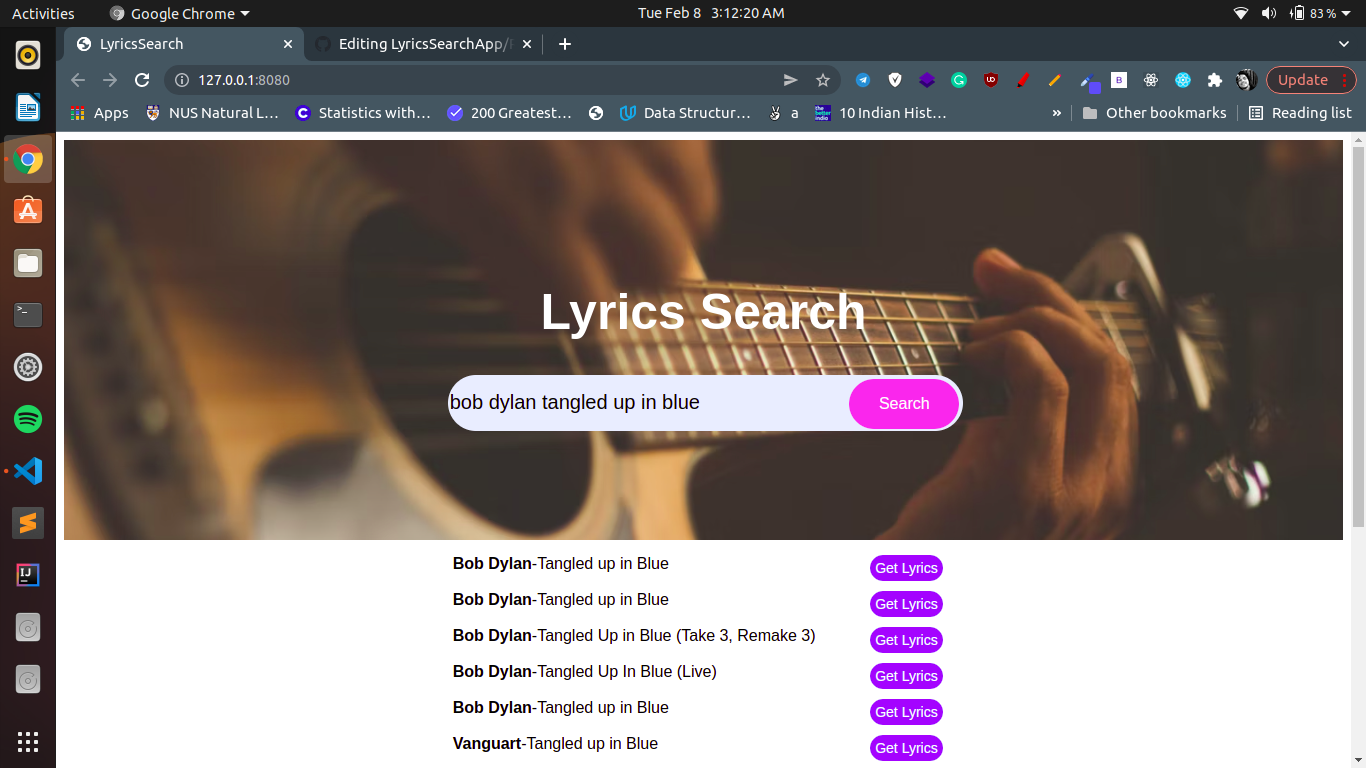 Activities Google Chrome Tue Feb 8 3:12:20 AM 83 %
LyricsSearch Editing LyricsSearchApp/
127.0.0.1:8080 Update
Apps NUS Natural L... Statistics with... 200 Greatest... Data Structur... a 10 Indian Hist... » Other bookmarks Reading list
Lyrics Search
bob dylan tangled up in blue Search
Bob Dylan-Tangled up in Blue Get Lyrics
Bob Dylan-Tangled up in Blue Get Lyrics
Bob Dylan-Tangled Up in Blue (Take 3, Remake 3) Get Lyrics
Bob Dylan-Tangled Up In Blue (Live) Get Lyrics
Bob Dylan-Tangled up in Blue Get Lyrics
Vanguart-Tangled up in Blue Get Lyrics